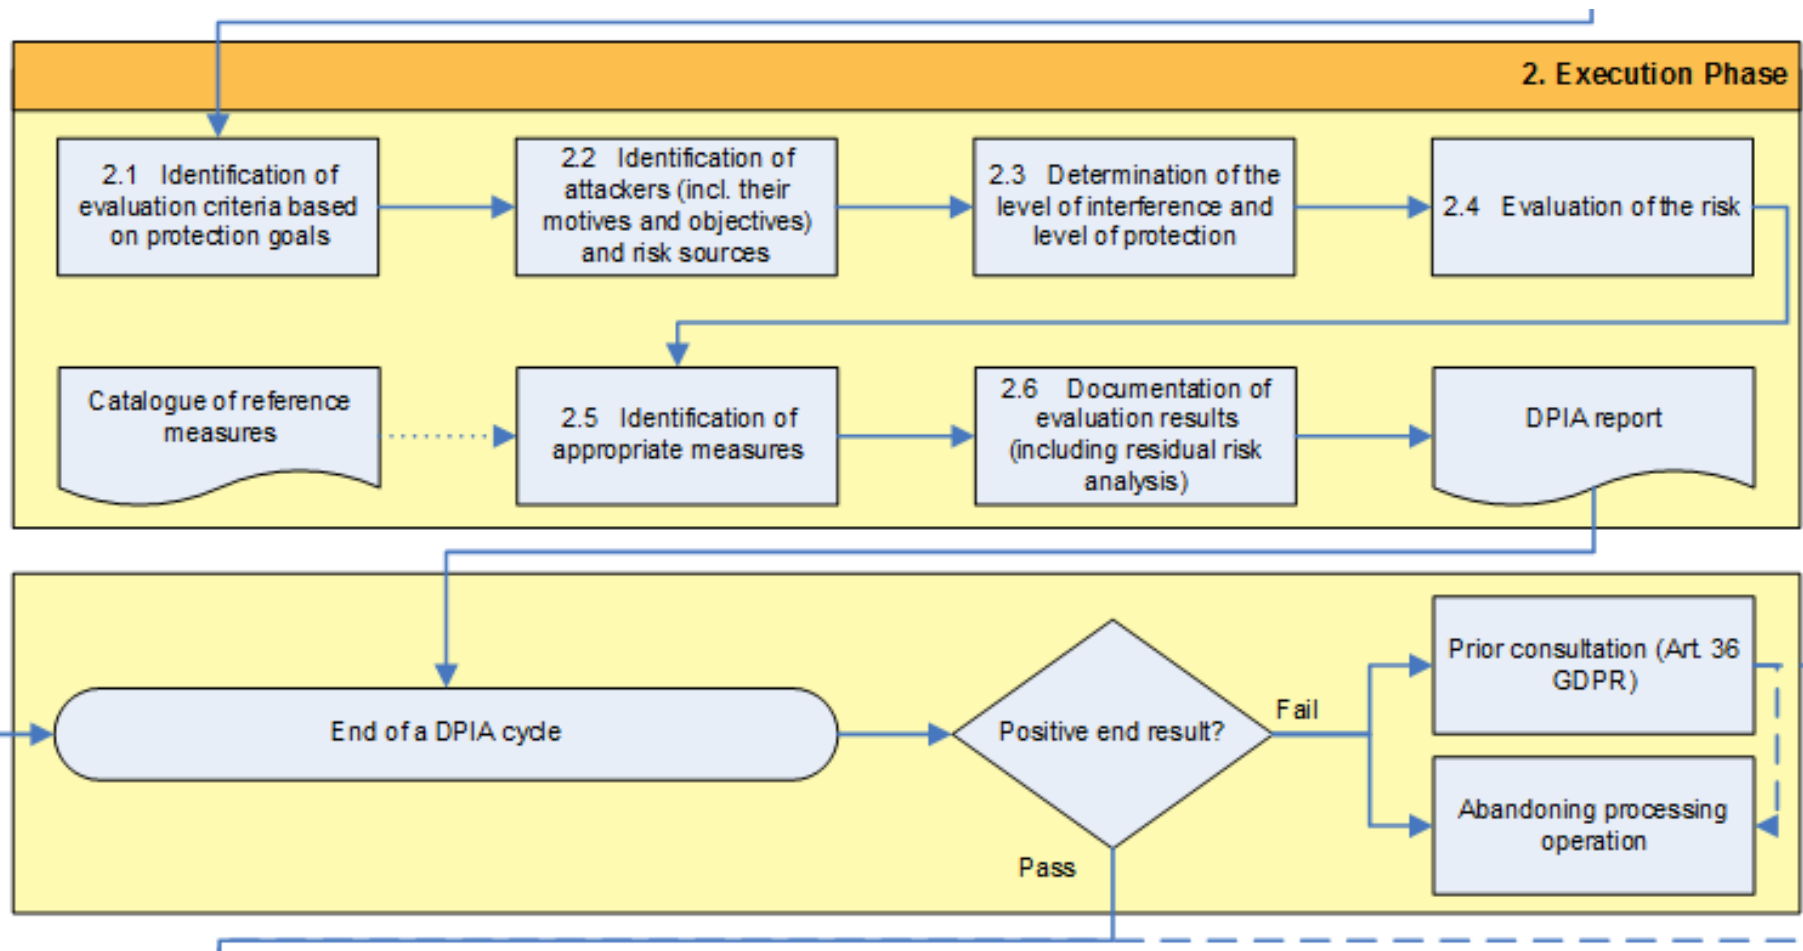 2. Execution Phase
2.1 Identification of
evaluation criteria based
on protection goals
2.2 Identification of
attackers (incl. their
motives and objectives)
and risk sources
2.3 Determination of the
level of interference and
level of protection
2.4 Evaluation of the risk
Catalogue of reference
measures
2.5 Identification of
appropriate measures
2.6 Documentation of
evaluation results
(including residual risk
analysis)
DPIA report
End of a DPIA cycle
Positive end result?
Fail
Pass
Prior consultation (Art. 36
GDPR)
Abandoning processing
operation